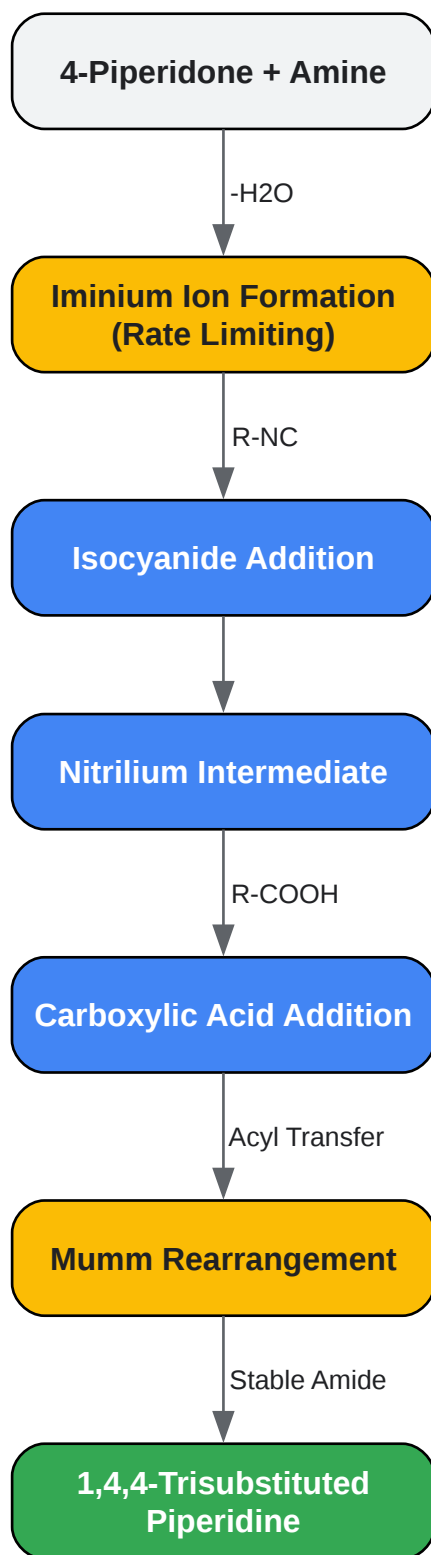 4-Piperidone + Amine
-H2O
Iminium Ion Formation
(Rate Limiting)
R-NC
Isocyanide Addition
Nitrilium Intermediate
R-COOH
Carboxylic Acid Addition
Acyl Transfer
Mumm Rearrangement
Stable Amide
1,4,4-Trisubstituted
Piperidine